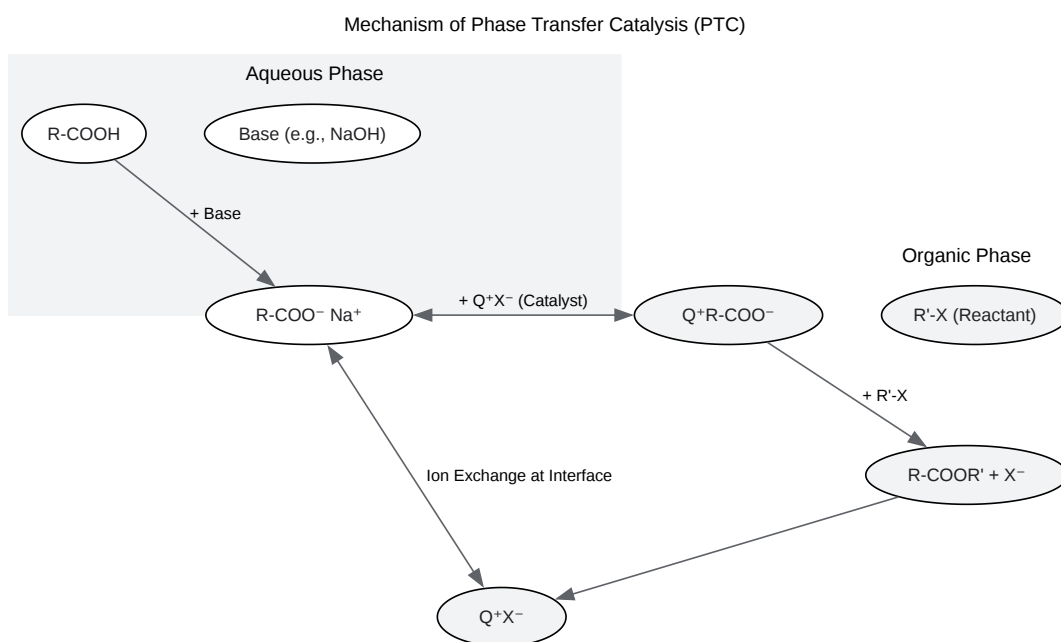 Mechanism of Phase Transfer Catalysis (PTC)
Aqueous Phase
R-COOH
Base (e.g., NaOH)
+ Base
Organic Phase
R-COO⁻ Na⁺
+ Q⁺X⁻ (Catalyst)
Q⁺R-COO⁻
R'-X (Reactant)
+ R'-X
R-COOR' + X⁻
Ion Exchange at Interface
Q⁺X⁻